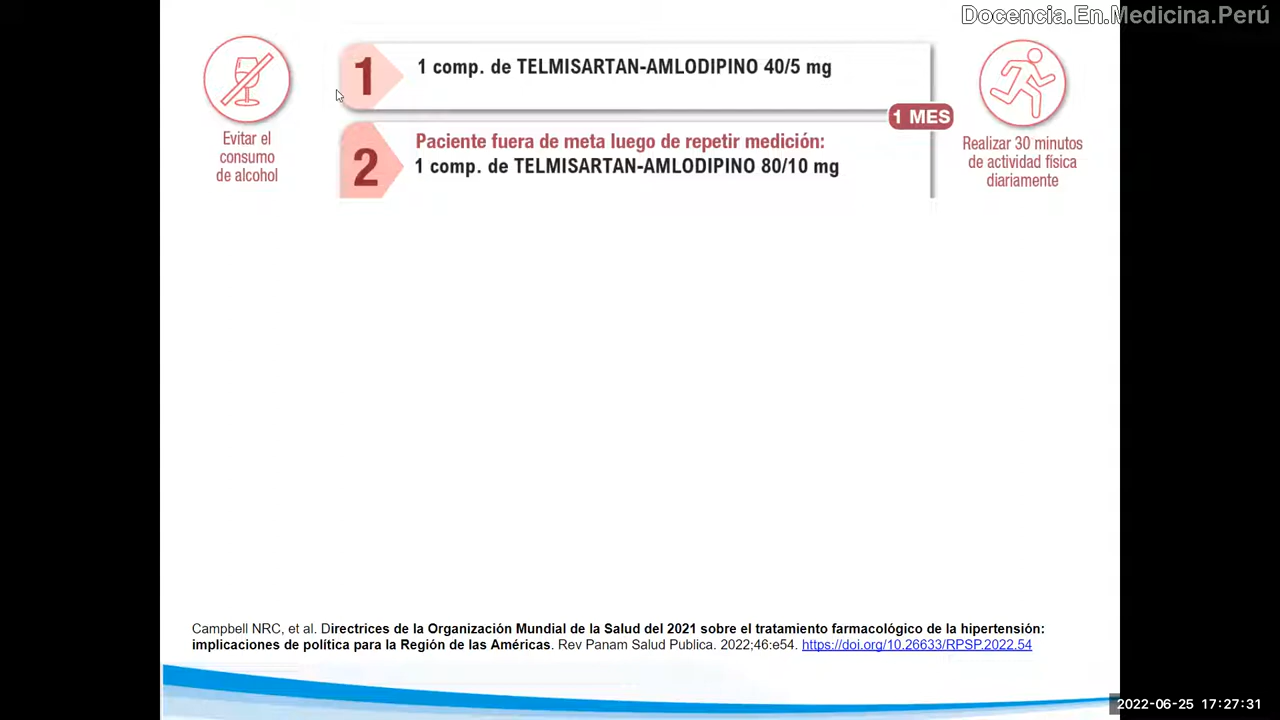 Docencia.En.Medicina.Perú
1
1 comp. de TELMISARTAN-AMLODIPINO 40/5 mg
1 MES
Evitar el
consumo
de alcohol
2
Paciente fuera de meta luego de repetir medición:
1 comp. de TELMISARTAN-AMLODIPINO 80/10 mg
Realizar 30 minutos
de actividad física
diariamente
Campbell NRC, et al. Directrices de la Organización Mundial de la Salud del 2021 sobre el tratamiento farmacológico de la hipertensión:
implicaciones de política para la Región de las Américas. Rev Panam Salud Publica. 2022;46:e54. https://doi.org/10.26633/RPSP.2022.54
2022-06-25 17:27:31